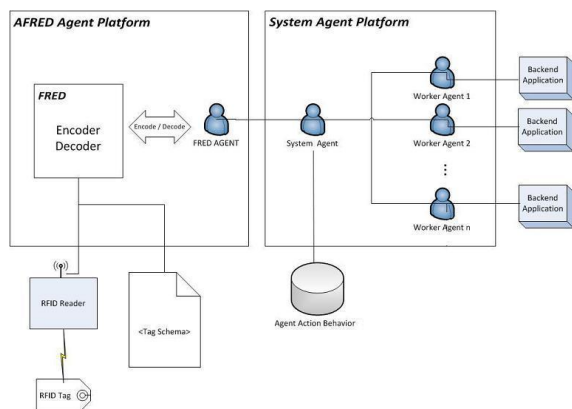 AFRED Agent Platform
System Agent Platform
FRED
Encoder
Decoder
Encode / Decode
FRED AGENT
System Agent
Worker Agent 1
Worker Agent 2
⋮
Worker Agent n
Backend
Application
Backend
Application
Backend
Application
RFID Reader
<Tag Schema>
Agent Action Behavior
RFID Tag